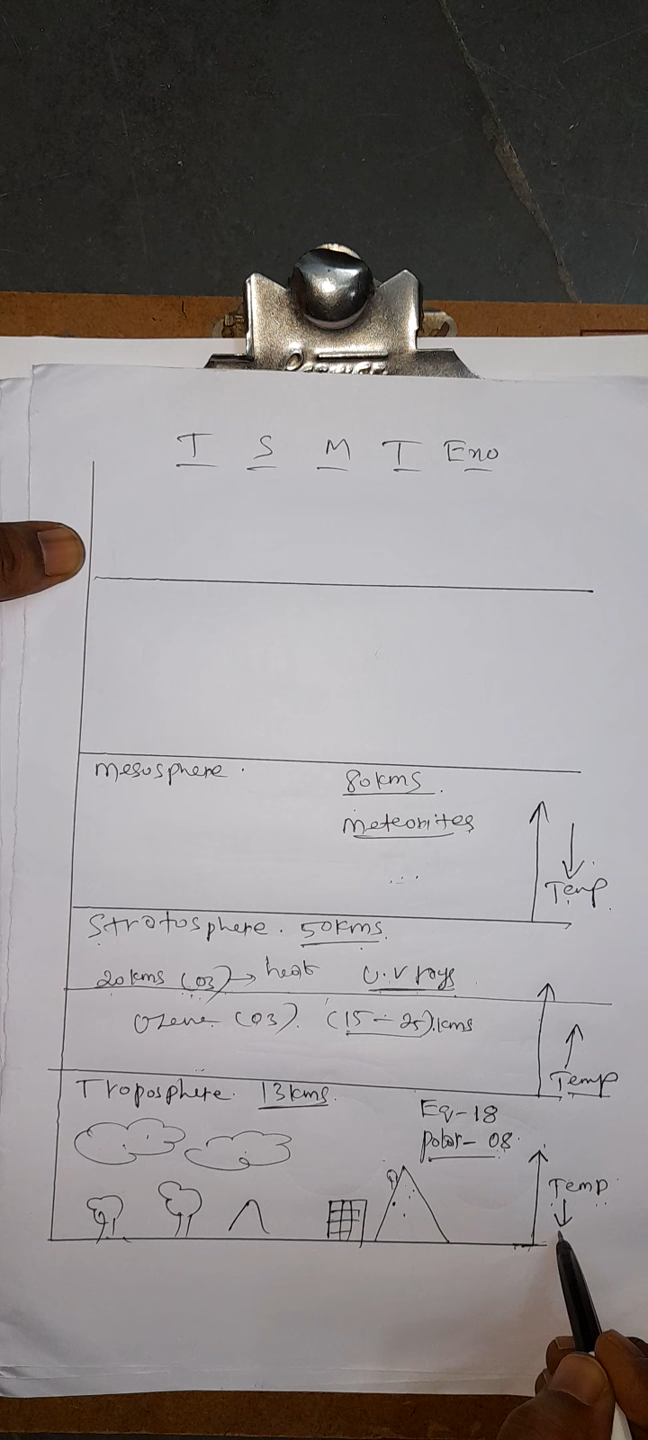 T S M T Exo
Mesosphere.
80kms.
Meteorites
Temp
Stratosphere. 50kms.
20kms (O3) → heat U.V rays
Ozone (O3). (15-25).kms
Temp
Troposphere. 13kms.
Eq-18
polar- 08.
Temp